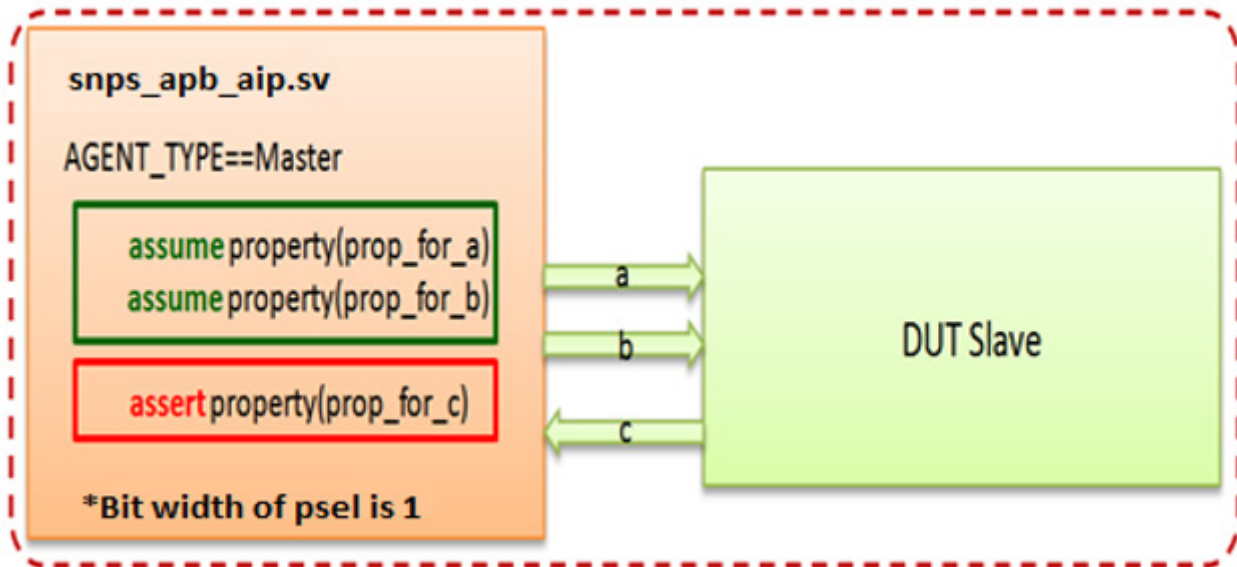 snps_apb_aip.sv
AGENT_TYPE==Master
assume property(prop_for_a)
assume property(prop_for_b)
assert property(prop_for_c)
*Bit width of psel is 1
a
b
c
DUT Slave